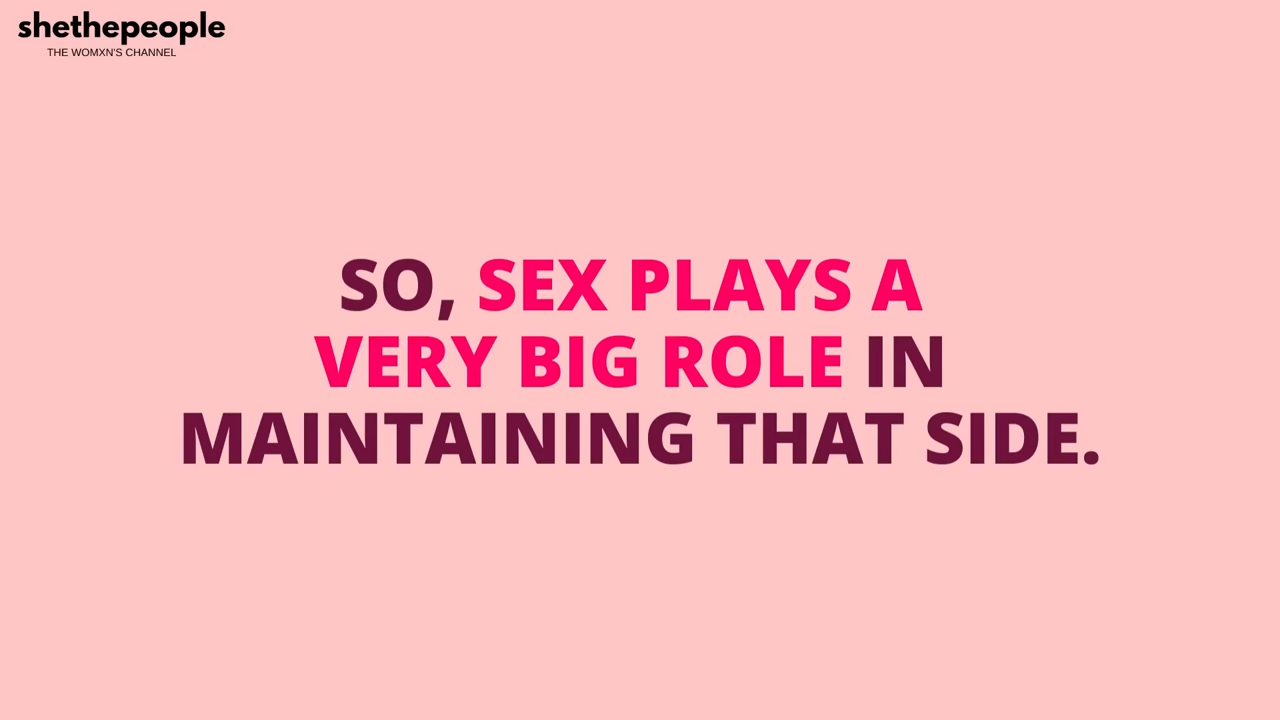 shethepeople
THE WOMXN'S CHANNEL
SO, SEX PLAYS A
VERY BIG ROLE IN
MAINTAINING THAT SIDE.